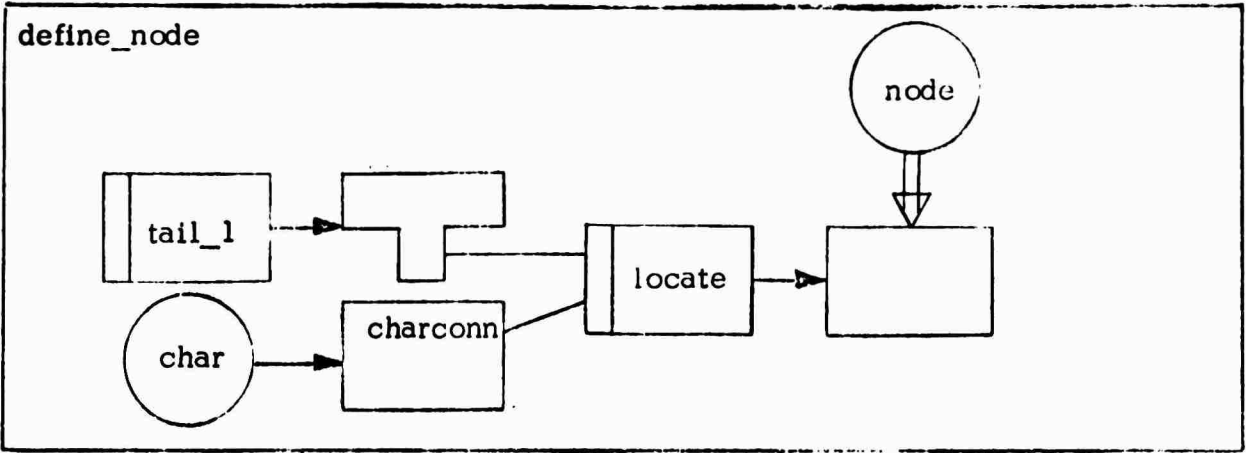 define_node
node
tail_1
locate
charconn
char